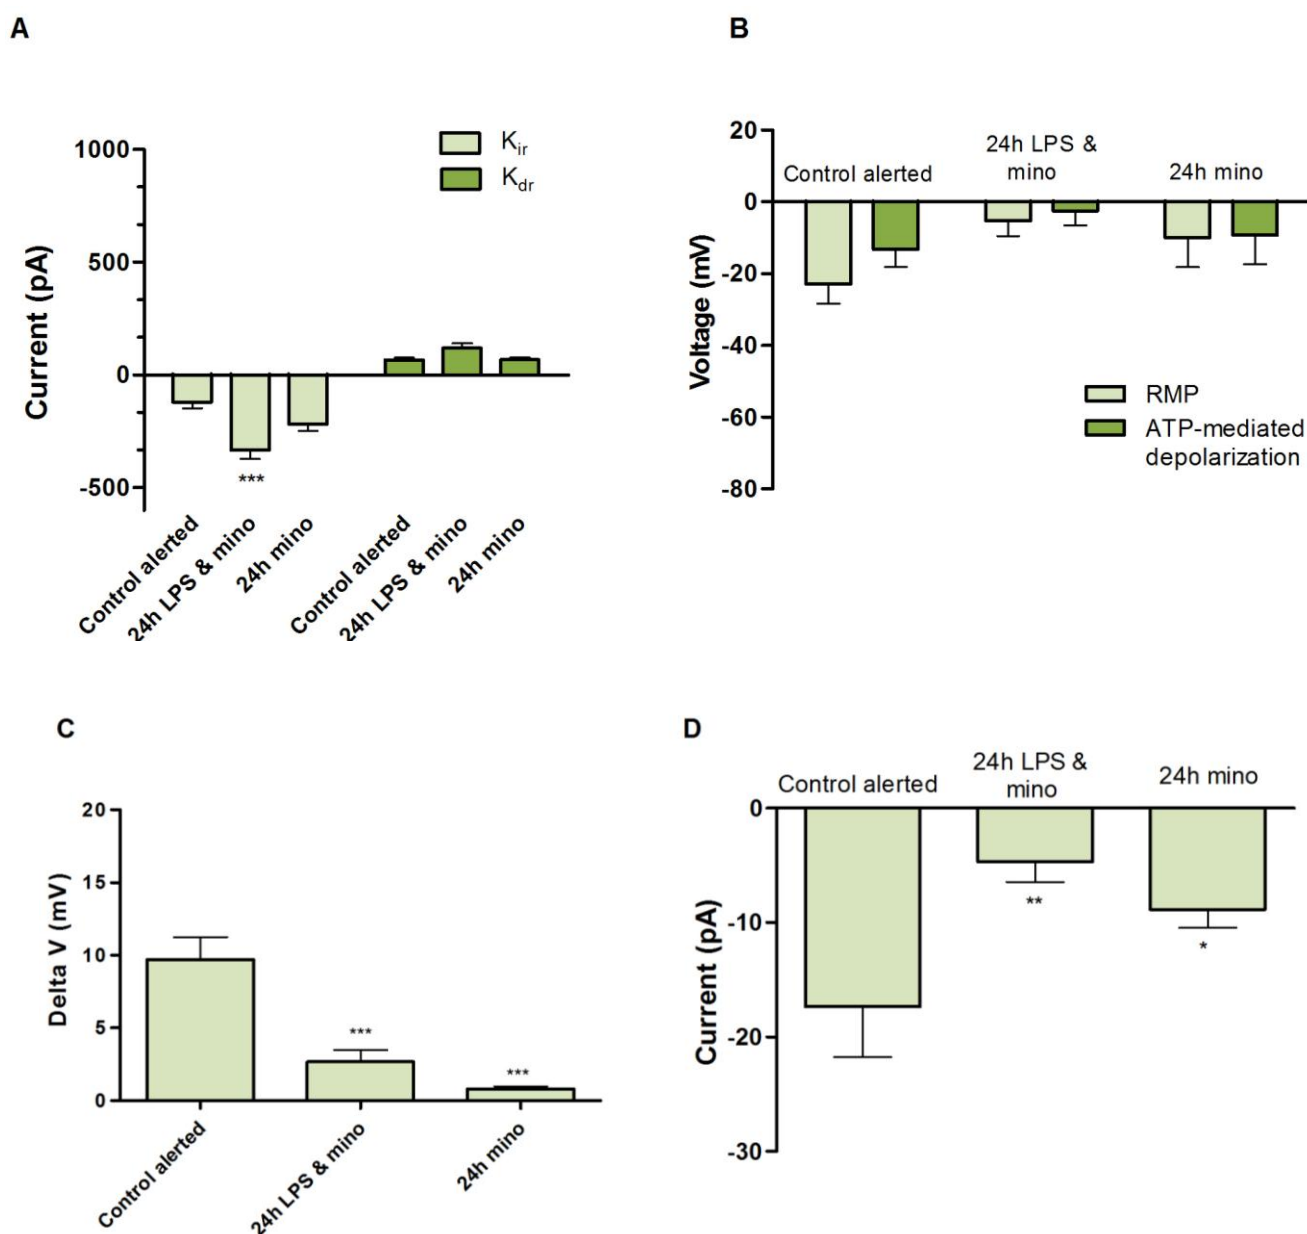 A
K_ir
K_dr
1000
500
0
-500
Current (pA)
***
Control alerted
24h LPS & mino
24h mino
Control alerted
24h LPS & mino
24h mino
B
20
0
-20
-40
-60
-80
Voltage (mV)
Control alerted
24h LPS &
mino
24h mino
RMP
ATP-mediated
depolarization
C
20
15
10
5
0
Delta V (mV)
***
***
Control alerted
24h LPS & mino
24h mino
D
Control alerted
24h LPS &
mino
24h mino
0
-10
-20
-30
Current (pA)
**
*